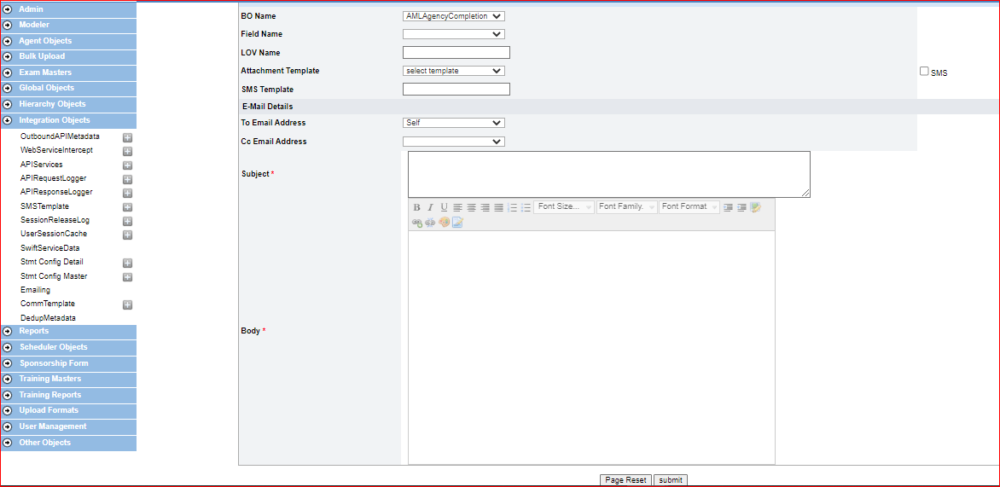 Admin
Modeler
Agent Objects
Bulk Upload
Exam Masters
Global Objects
Hierarchy Objects
Integration Objects
OutboundAPIMetadata
WebServiceIntercept
APIServices
APIRequestLogger
APIResponseLogger
SMSTemplate
SessionReleaseLog
UserSessionCache
SwiftServiceData
Stmt Config Detail
Stmt Config Master
Emailing
CommTemplate
DedupMetadata
Reports
Scheduler Objects
Sponsorship Form
Training Masters
Training Reports
Upload Formats
User Management
Other Objects
BO Name AMLAgencyCompletion
Field Name
LOV Name
Attachment Template select template SMS
SMS Template
E-Mail Details
To Email Address Self
Cc Email Address
Subject *
B I U Font Size... Font Family. Font Format
Body *
Page Reset submit